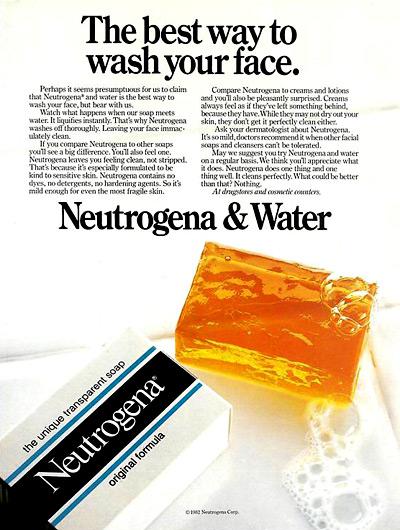 The best way to
wash your face.
Perhaps it seems presumptuous for us to claim
that Neutrogena® and water is the best way to
wash your face, but bear with us.
Watch what happens when our soap meets
water. It liquifies instantly. That's why Neutrogena
washes off thoroughly. Leaving your face immac-
ulately clean.
If you compare Neutrogena to other soaps
you'll see a big difference. You'll also feel one.
Neutrogena leaves you feeling clean, not stripped.
That's because it's especially formulated to be
kind to sensitive skin. Neutrogena contains no
dyes, no detergents, no hardening agents. So it's
mild enough for even the most fragile skin.
Compare Neutrogena to creams and lotions
and you'll also be pleasantly surprised. Creams
always feel as if they've left something behind,
because they have. While they may not dry out your
skin, they don't get it perfectly clean either.
Ask your dermatologist about Neutrogena.
It's so mild, doctors recommend it when other facial
soaps and cleansers can't be tolerated.
May we suggest you try Neutrogena and water
on a regular basis. We think you'll appreciate what
it does. Neutrogena does one thing and one
thing well. It cleans perfectly. What could be better
than that? Nothing.
At drugstores and cosmetic counters.
Neutrogena & Water
the unique transparent soap
Neutrogena®
original formula
© 1982 Neutrogena Corp.